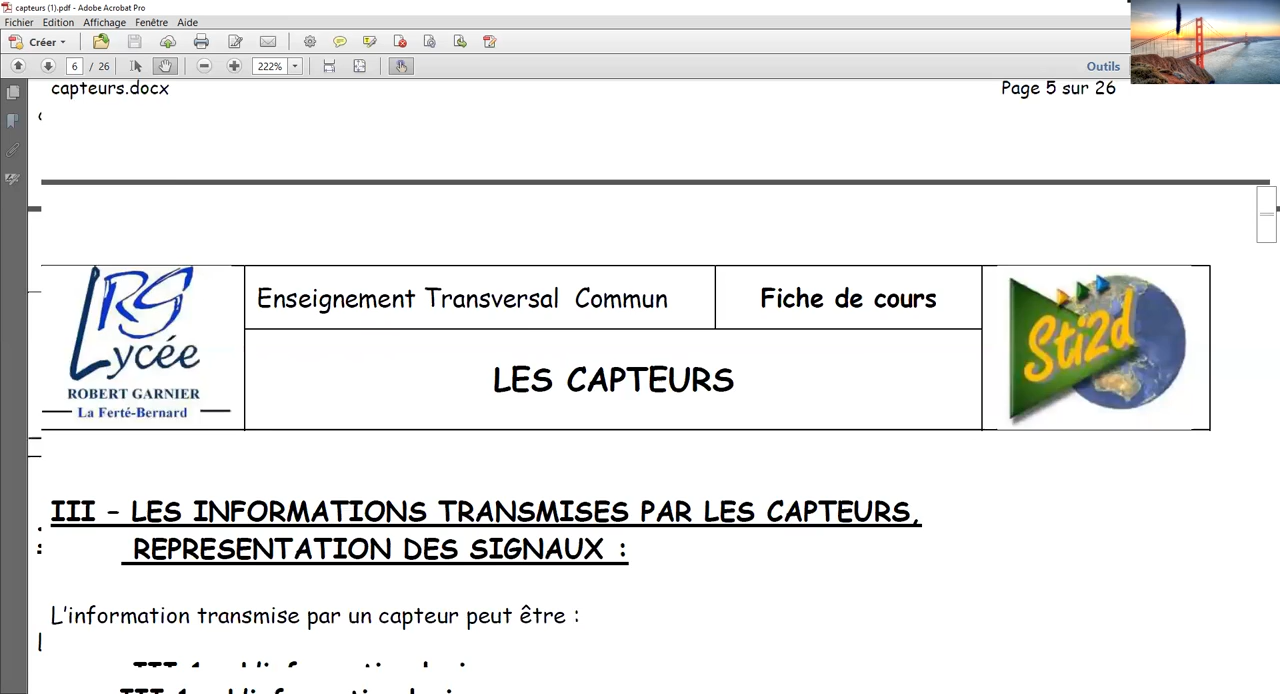 capteurs (1).pdf - Adobe Acrobat Pro
Fichier Edition Affichage Fenêtre Aide
Créer
6 / 26 222% Outils
capteurs.docx Page 5 sur 26
LRG
Lycée
ROBERT GARNIER
La Ferté-Bernard
Enseignement Transversal Commun Fiche de cours
LES CAPTEURS
Sti2d
III – LES INFORMATIONS TRANSMISES PAR LES CAPTEURS,
REPRESENTATION DES SIGNAUX :
L'information transmise par un capteur peut être :